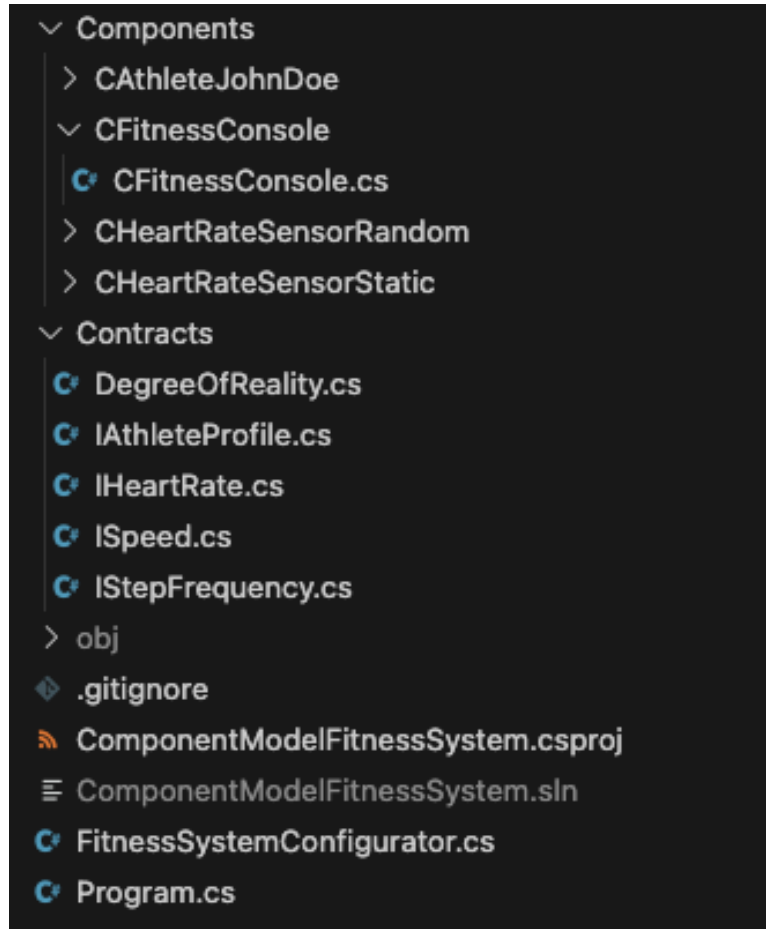 Components
CAthleteJohnDoe
CFitnessConsole
C# CFitnessConsole.cs
CHeartRateSensorRandom
CHeartRateSensorStatic
Contracts
C# DegreeOfReality.cs
C# IAthleteProfile.cs
C# IHeartRate.cs
C# ISpeed.cs
C# IStepFrequency.cs
obj
.gitignore
ComponentModelFitnessSystem.csproj
ComponentModelFitnessSystem.sln
C# FitnessSystemConfigurator.cs
C# Program.cs